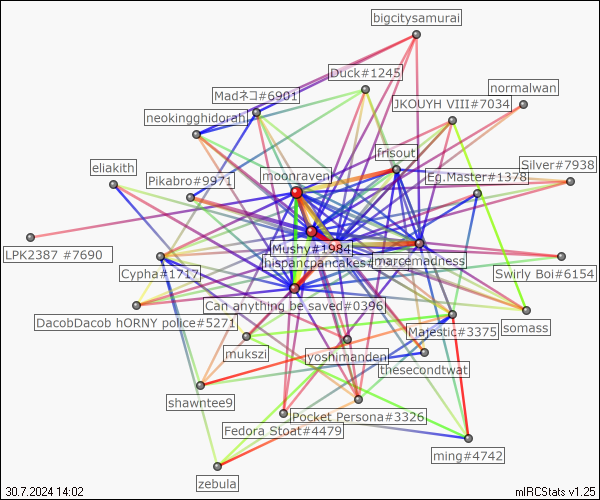 bigcitysamurai
Duck#1245
normalwan
Madネコ#6901
JKOUYH VIII#7034
neokingghidorah
frisout
Silver#7938
eliakith
moonraven
Eg.Master#1378
Pikabro#9971
LPK2387 #7690
Mushy#1984
hispancpancakes#
marcemadness
Cypha#1717
Swirly Boi#6154
Can anything be saved#0396
DacobDacob hORNY police#5271
Majestic#3375
somass
mukszi
yoshimanden
thesecondtwat
shawntee9
Pocket Persona#3326
Fedora Stoat#4479
ming#4742
zebula
30.7.2024 14:02
mIRCStats v1.25